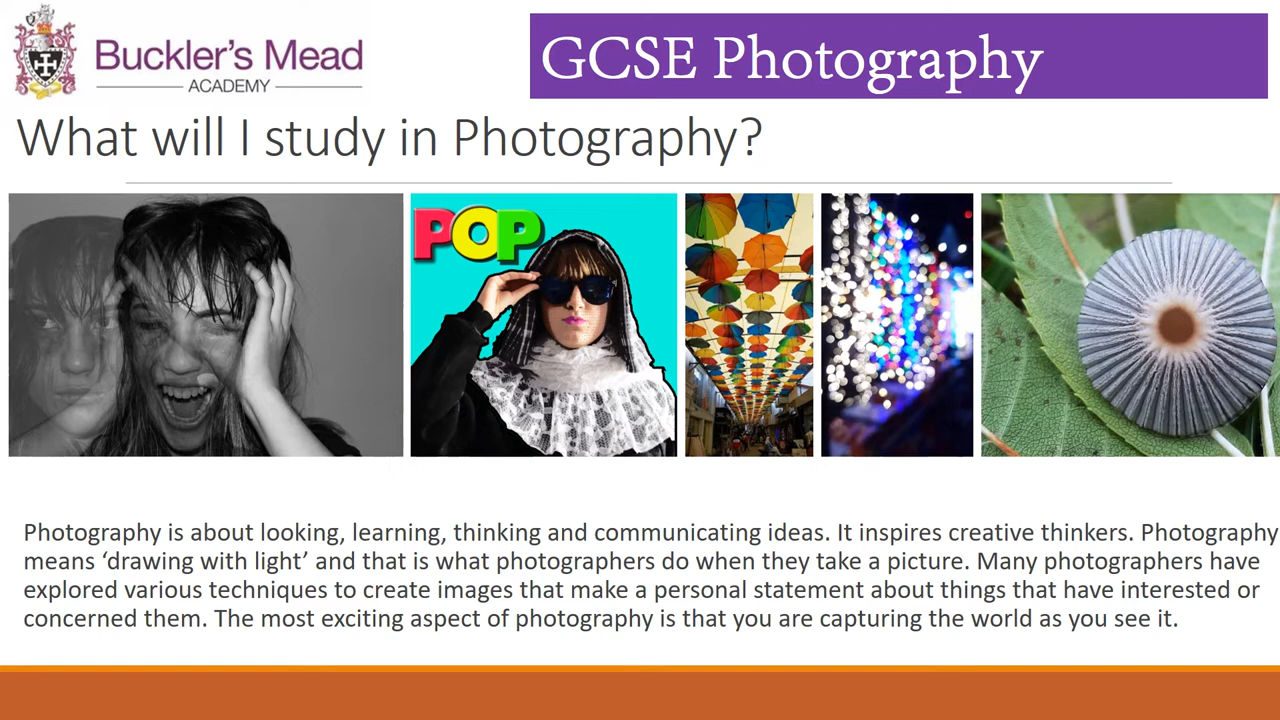 Buckler's Mead
ACADEMY
GCSE Photography
What will I study in Photography?
POP
Photography is about looking, learning, thinking and communicating ideas. It inspires creative thinkers. Photography
means ‘drawing with light’ and that is what photographers do when they take a picture. Many photographers have
explored various techniques to create images that make a personal statement about things that have interested or
concerned them. The most exciting aspect of photography is that you are capturing the world as you see it.